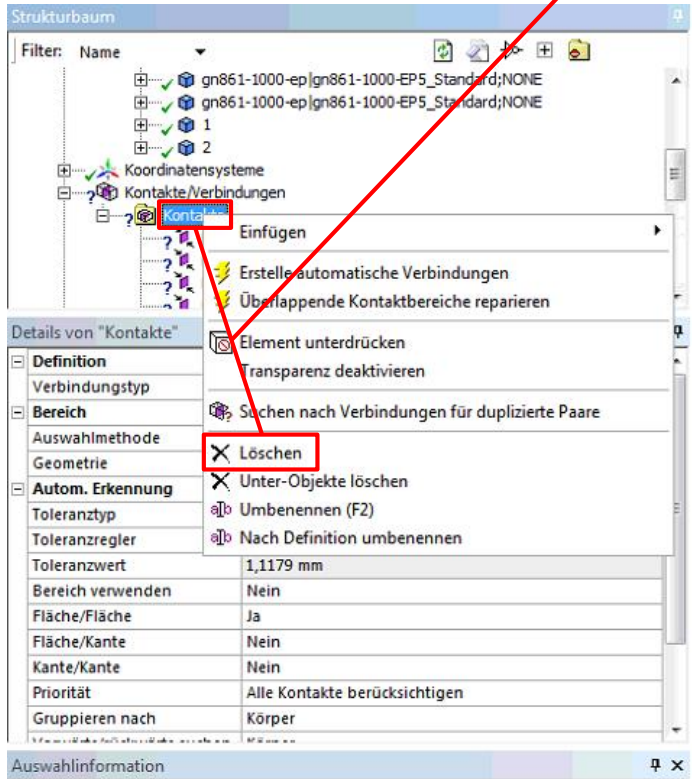 Strukturbaum
Filter: Name
gn861-1000-ep|gn861-1000-EP5_Standard;NONE
gn861-1000-ep|gn861-1000-EP5_Standard;NONE
1
2
Koordinatensysteme
Kontakte/Verbindungen
Kontakte
Einfügen
Erstelle automatische Verbindungen
Überlappende Kontaktbereiche reparieren
Element unterdrücken
Transparenz deaktivieren
Suchen nach Verbindungen für duplizierte Paare
Löschen
Unter-Objekte löschen
Umbenennen (F2)
Nach Definition umbenennen
Details von "Kontakte"
Definition
Verbindungstyp
Bereich
Auswahlmethode
Geometrie
Autom. Erkennung
Toleranztyp
Toleranzregler
Toleranzwert 1,1179 mm
Bereich verwenden Nein
Fläche/Fläche Ja
Fläche/Kante Nein
Kante/Kante Nein
Priorität Alle Kontakte berücksichtigen
Gruppieren nach Körper
Auswahlinformation